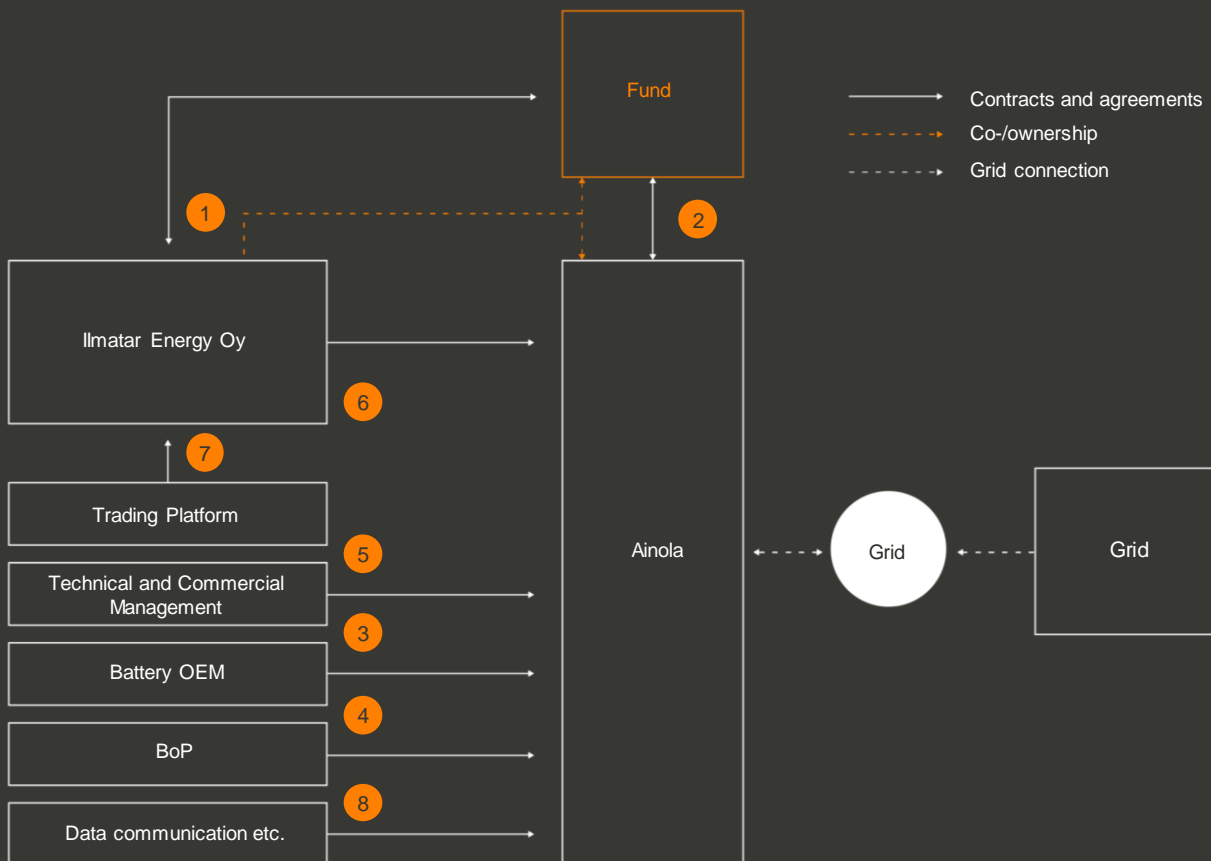 Fund
Contracts and agreements
Co-/ownership
Grid connection
1
2
Ilmatar Energy Oy
6
7
Trading Platform
5
Technical and Commercial
Management
3
Battery OEM
4
BoP
8
Data communication etc.
Ainola
Grid
Grid